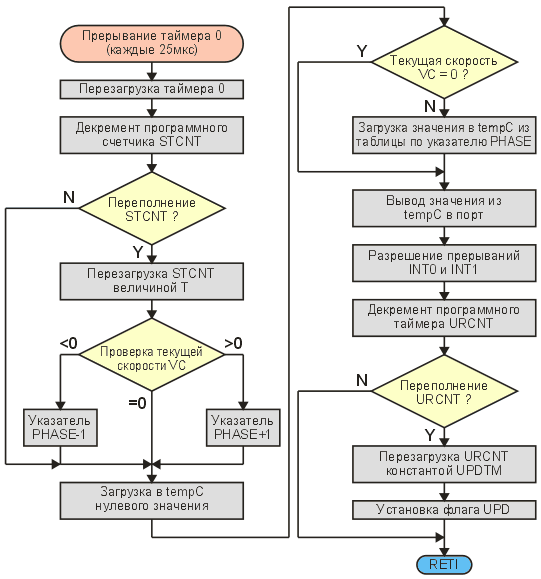 Прерывание таймера 0
(каждые 25мкс)
Перезагрузка таймера 0
Декремент программного
счетчика STCNT
N
Переполнение
STCNT ?
Y
Перезагрузка STCNT
величиной T
<0
>0
Проверка текущей
скорости VC
=0
Указатель
PHASE-1
Указатель
PHASE+1
Загрузка в tempC
нулевого значения
Y
Текущая скорость
VC = 0 ?
N
Загрузка значения в tempC из
таблицы по указателю PHASE
Вывод значения из
tempC в порт
Разрешение прерываний
INT0 и INT1
Декремент программного
таймера URCNT
N
Переполнение
URCNT ?
Y
Перезагрузка URCNT
константой UPDTM
Установка флага UPD
RETI